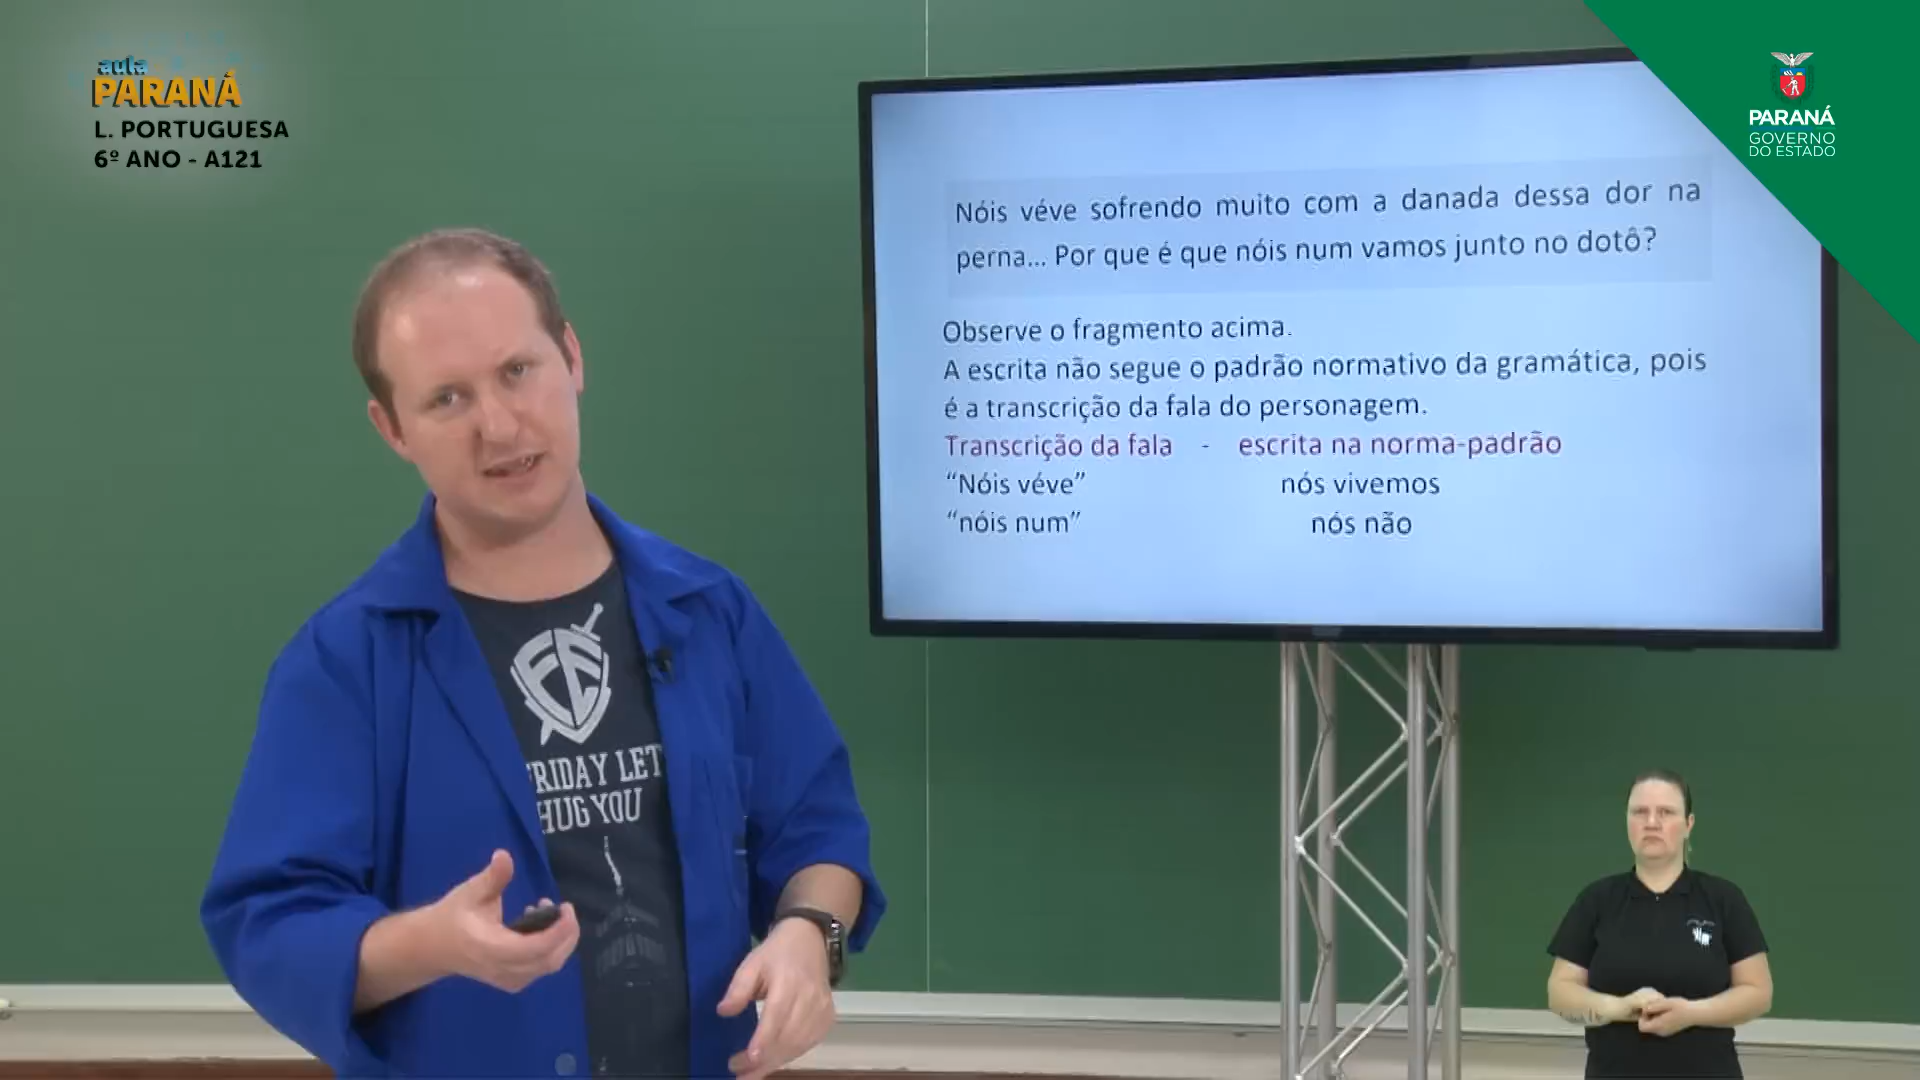 aula
PARANÁ
L. PORTUGUESA
6º ANO - A121
PARANÁ
GOVERNO
DO ESTADO
Nóis véve sofrendo muito com a danada dessa dor na
perna... Por que é que nóis num vamos junto no dotô?
Observe o fragmento acima.
A escrita não segue o padrão normativo da gramática, pois
é a transcrição da fala do personagem.
Transcrição da fala - escrita na norma-padrão
“Nóis véve” nós vivemos
“nóis num” nós não
FÉ
RIDAY LET
HUG YOU